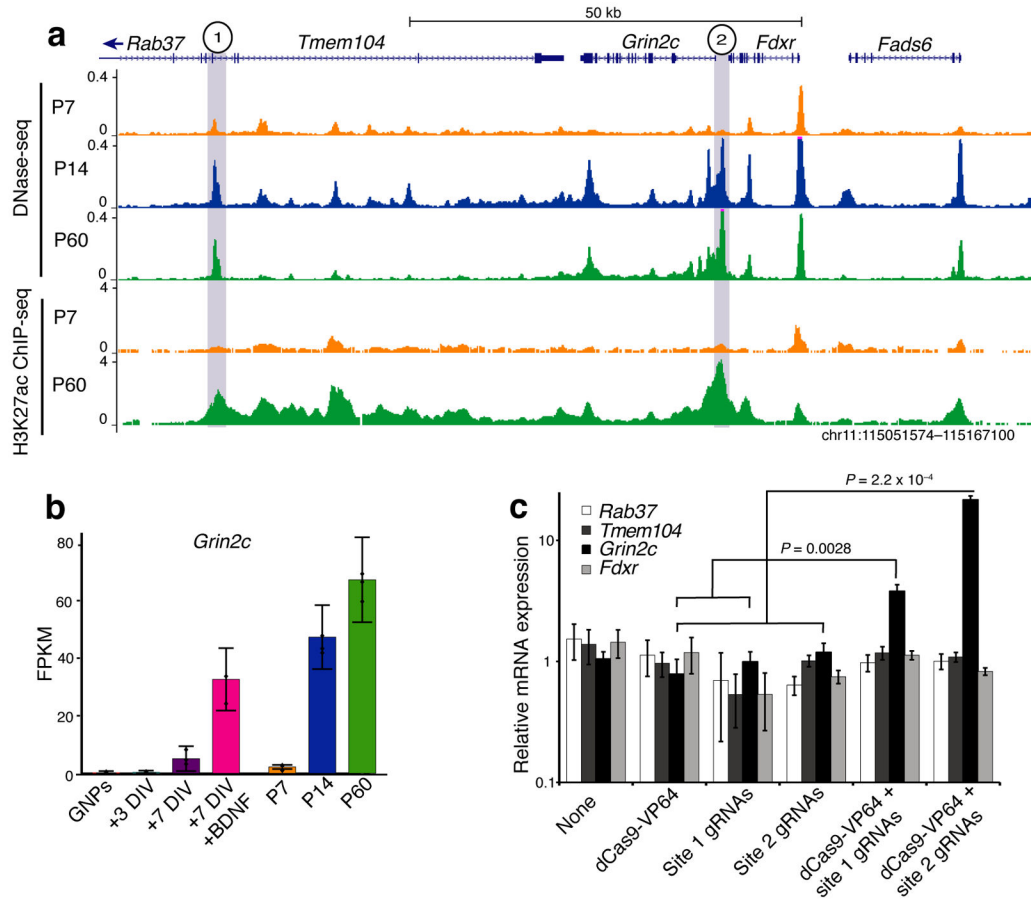 a
50 kb
Rab37
1
Tmem104
Grin2c
2
Fdxr
Fads6
DNase-seq
P7
0.4
0
P14
0.4
0
P60
0.4
0
H3K27ac ChIP-seq
P7
4
0
P60
4
0
chr11:115051574–115167100
b
Grin2c
FPKM
80
60
40
20
0
GNPs
+3 DIV
+7 DIV
+7 DIV
+BDNF
P7
P14
P60
c
Relative mRNA expression
10
1
0.1
Rab37
Tmem104
Grin2c
Fdxr
P = 2.2 x 10⁻⁴
P = 0.0028
None
dCas9-VP64
Site 1 gRNAs
Site 2 gRNAs
dCas9-VP64 +
site 1 gRNAs
dCas9-VP64 +
site 2 gRNAs